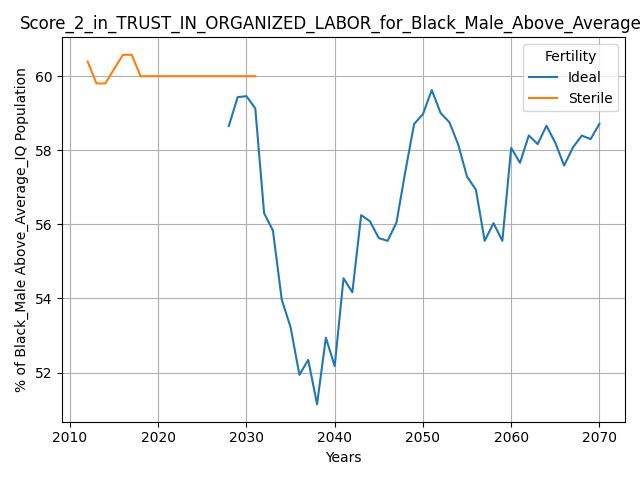 Score_2_in_TRUST_IN_ORGANIZED_LABOR_for_Black_Male_Above_Average
% of Black_Male Above_Average_IQ Population
60
58
56
54
52
2010 2020 2030 2040 2050 2060 2070
Years
Fertility
Ideal
Sterile